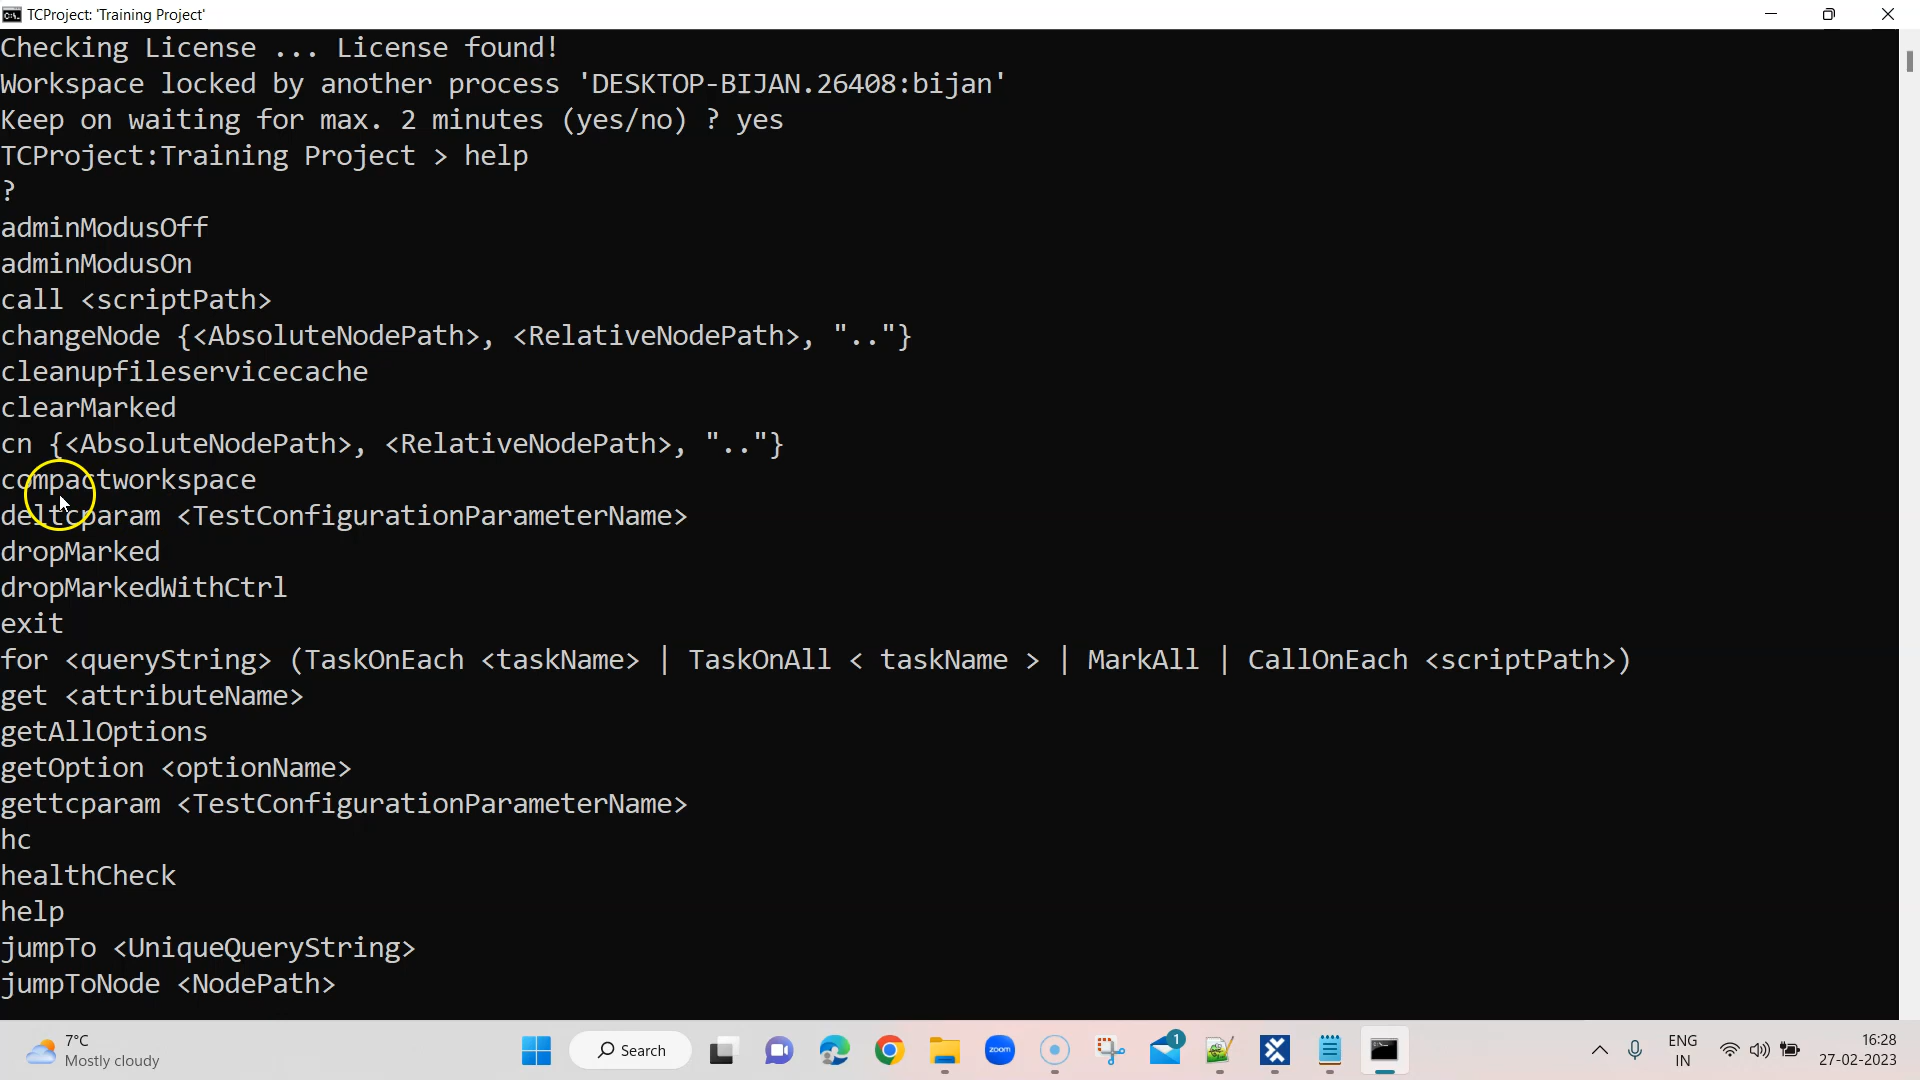 TCProject: 'Training Project'
Checking License ... License found!
Workspace locked by another process 'DESKTOP-BIJAN.26408:bijan'
Keep on waiting for max. 2 minutes (yes/no) ? yes
TCProject:Training Project > help
?
adminModusOff
adminModusOn
call <scriptPath>
changeNode {<AbsoluteNodePath>, <RelativeNodePath>, ".."}
cleanupfileservicecache
clearMarked
cn {<AbsoluteNodePath>, <RelativeNodePath>, ".."}
compactworkspace
deltcparam <TestConfigurationParameterName>
dropMarked
dropMarkedWithCtrl
exit
for <queryString> (TaskOnEach <taskName> | TaskOnAll < taskName > | MarkAll | CallOnEach <scriptPath>)
get <attributeName>
getAllOptions
getOption <optionName>
gettcparam <TestConfigurationParameterName>
hc
healthCheck
help
jumpTo <UniqueQueryString>
jumpToNode <NodePath>
7°C
Mostly cloudy
Search
zoom
1
ENG
IN
16:28
27-02-2023